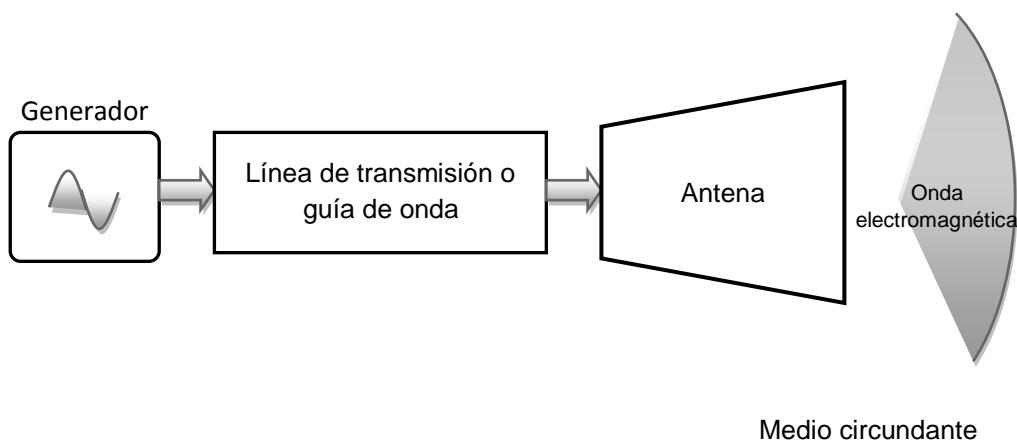 Generador
Línea de transmisión o
guía de onda
Antena
Onda
electromagnética
Medio circundante